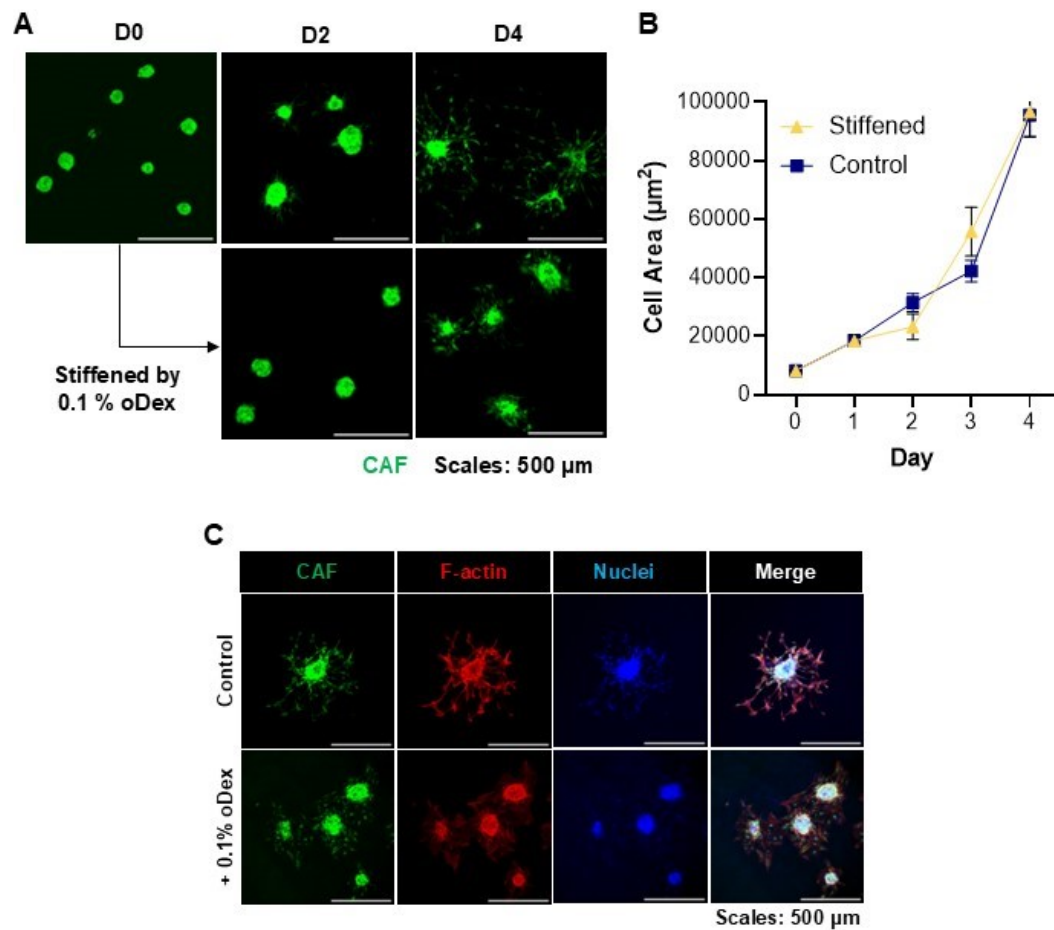 A
D0
D2
D4
Stiffened by
0.1 % oDex
CAF Scales: 500 µm
B
100000
80000
60000
40000
20000
0
Cell Area (µm²)
Stiffened
Control
0 1 2 3 4
Day
C
CAF F-actin Nuclei Merge
Control
+ 0.1% oDex
Scales: 500 µm